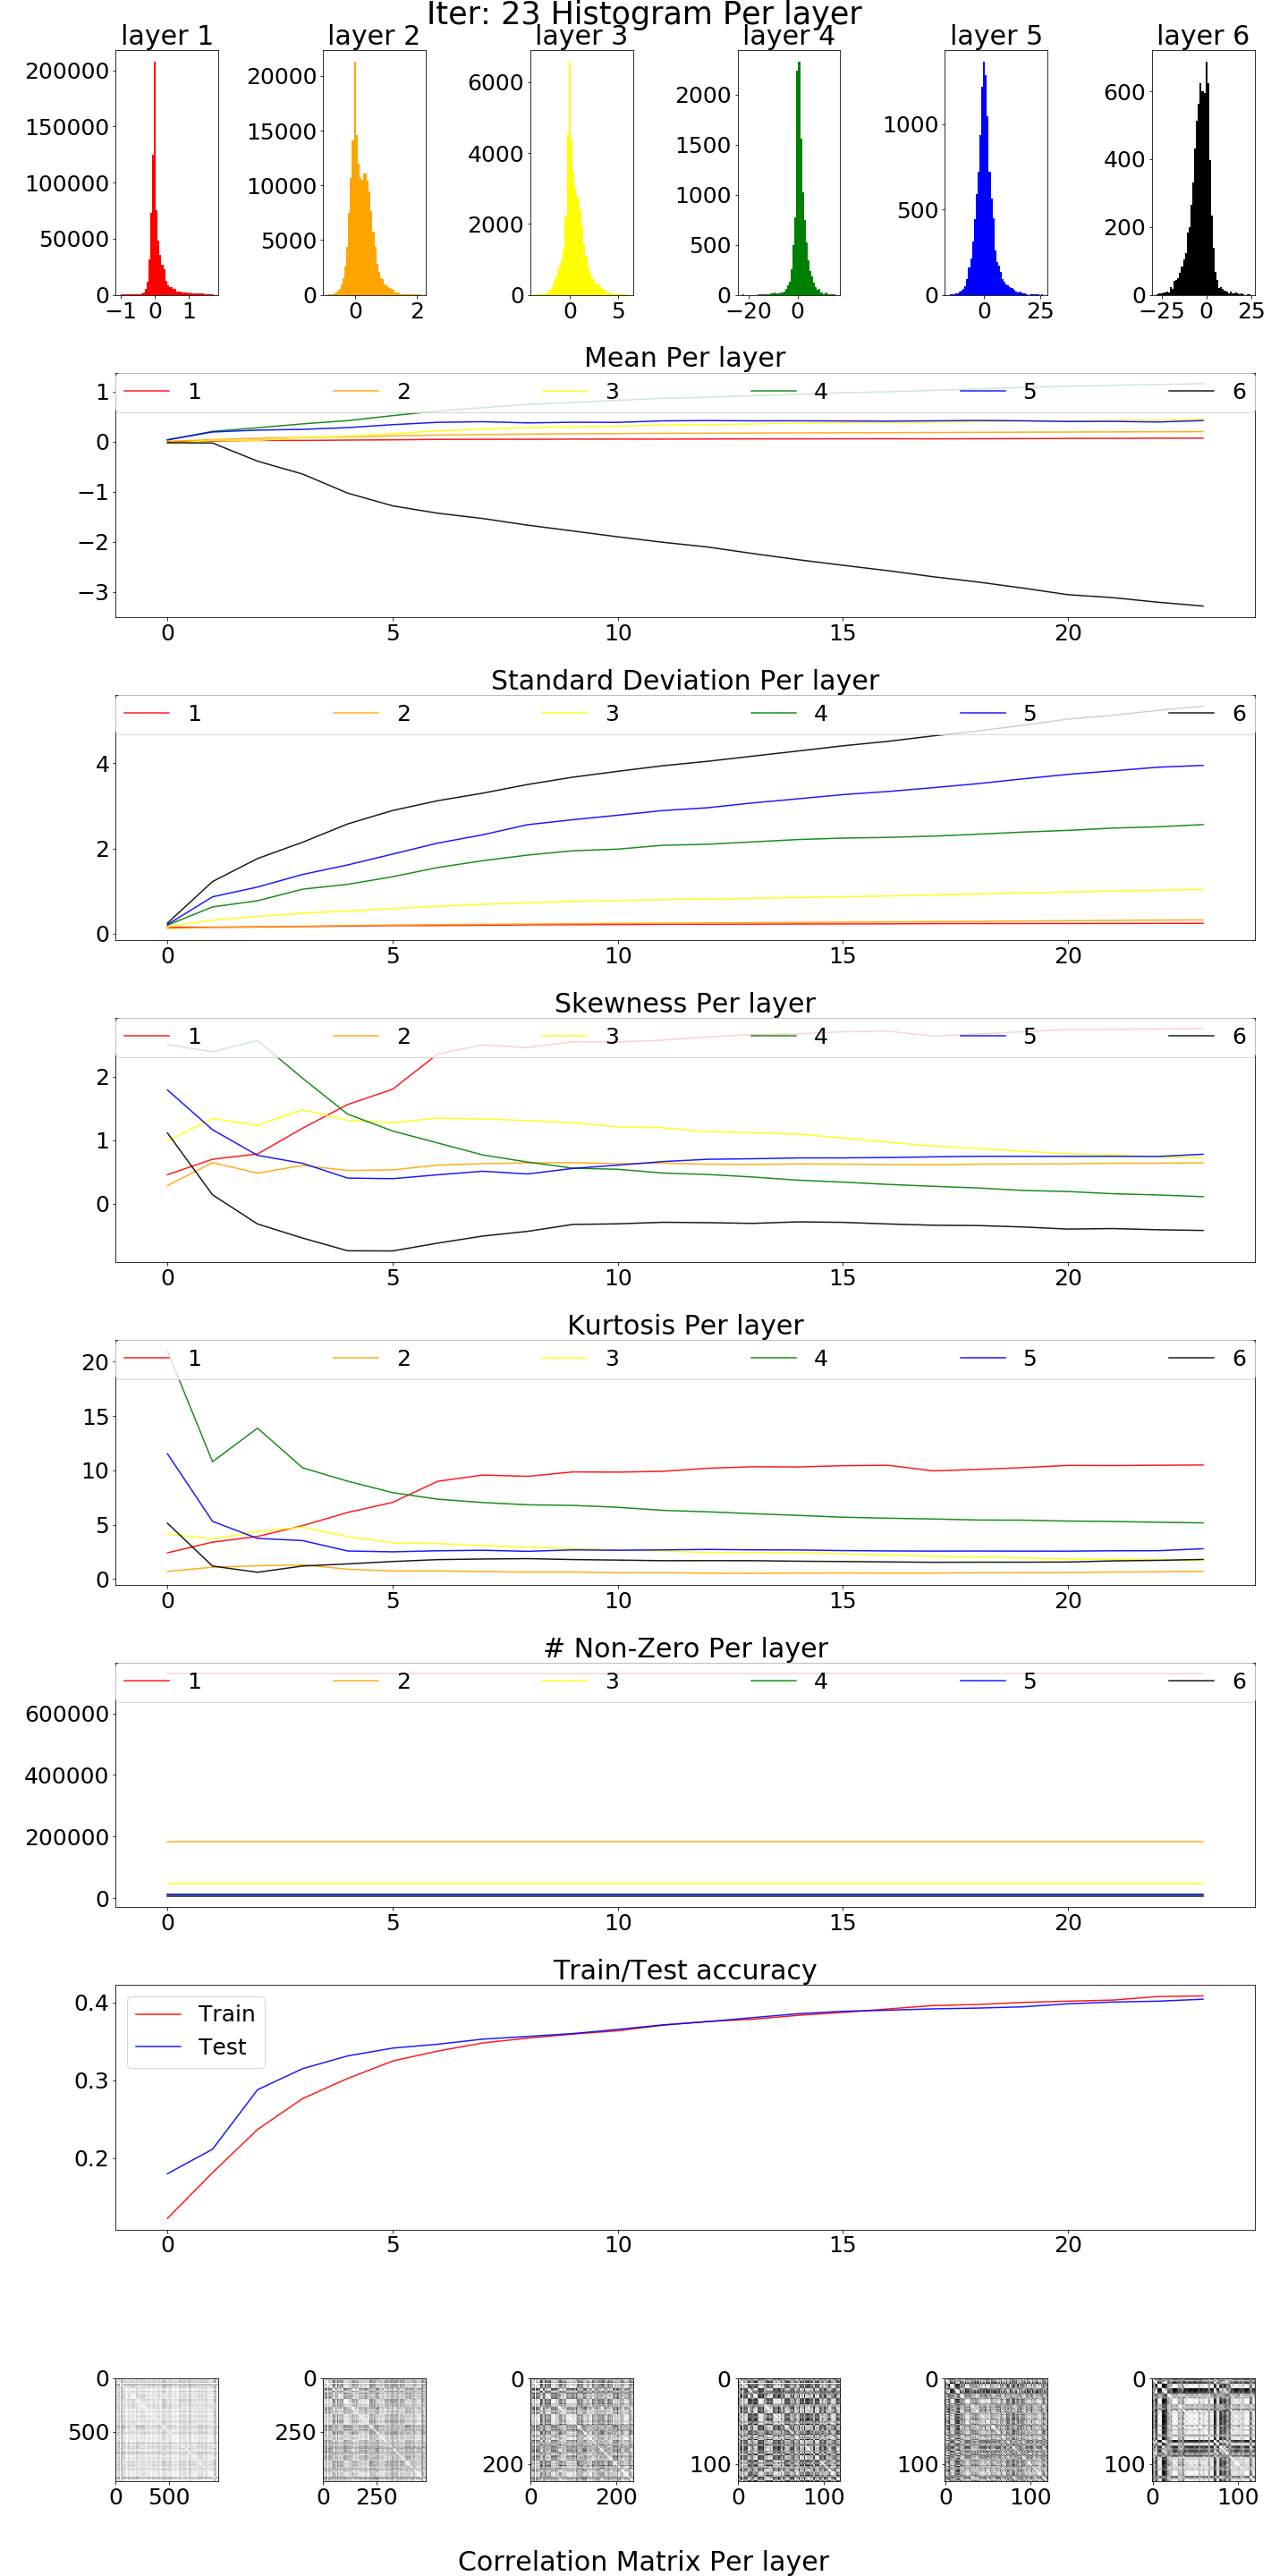 Iter: 23 Histogram Per layer
layer 1 layer 2 layer 3 layer 4 layer 5 layer 6
200000
150000
100000
50000
0
−1 0 1
20000
15000
10000
5000
0
0 2
6000
4000
2000
0
0 5
2000
1500
1000
500
0
−20 0
1000
500
0
0 25
600
400
200
0
−25 0 25
Mean Per layer
1 2 3 4 5 6
1
0
−1
−2
−3
0 5 10 15 20
Standard Deviation Per layer
1 2 3 4 5 6
4
2
0
0 5 10 15 20
Skewness Per layer
1 2 3 4 5 6
2
1
0
0 5 10 15 20
Kurtosis Per layer
1 2 3 4 5 6
20
15
10
5
0
0 5 10 15 20
# Non-Zero Per layer
1 2 3 4 5 6
600000
400000
200000
0
0 5 10 15 20
Train/Test accuracy
Train
Test
0.4
0.3
0.2
0 5 10 15 20
0
500
0 500
0
250
0 250
0
200
0 200
0
100
0 100
0
100
0 100
0
100
0 100
Correlation Matrix Per layer